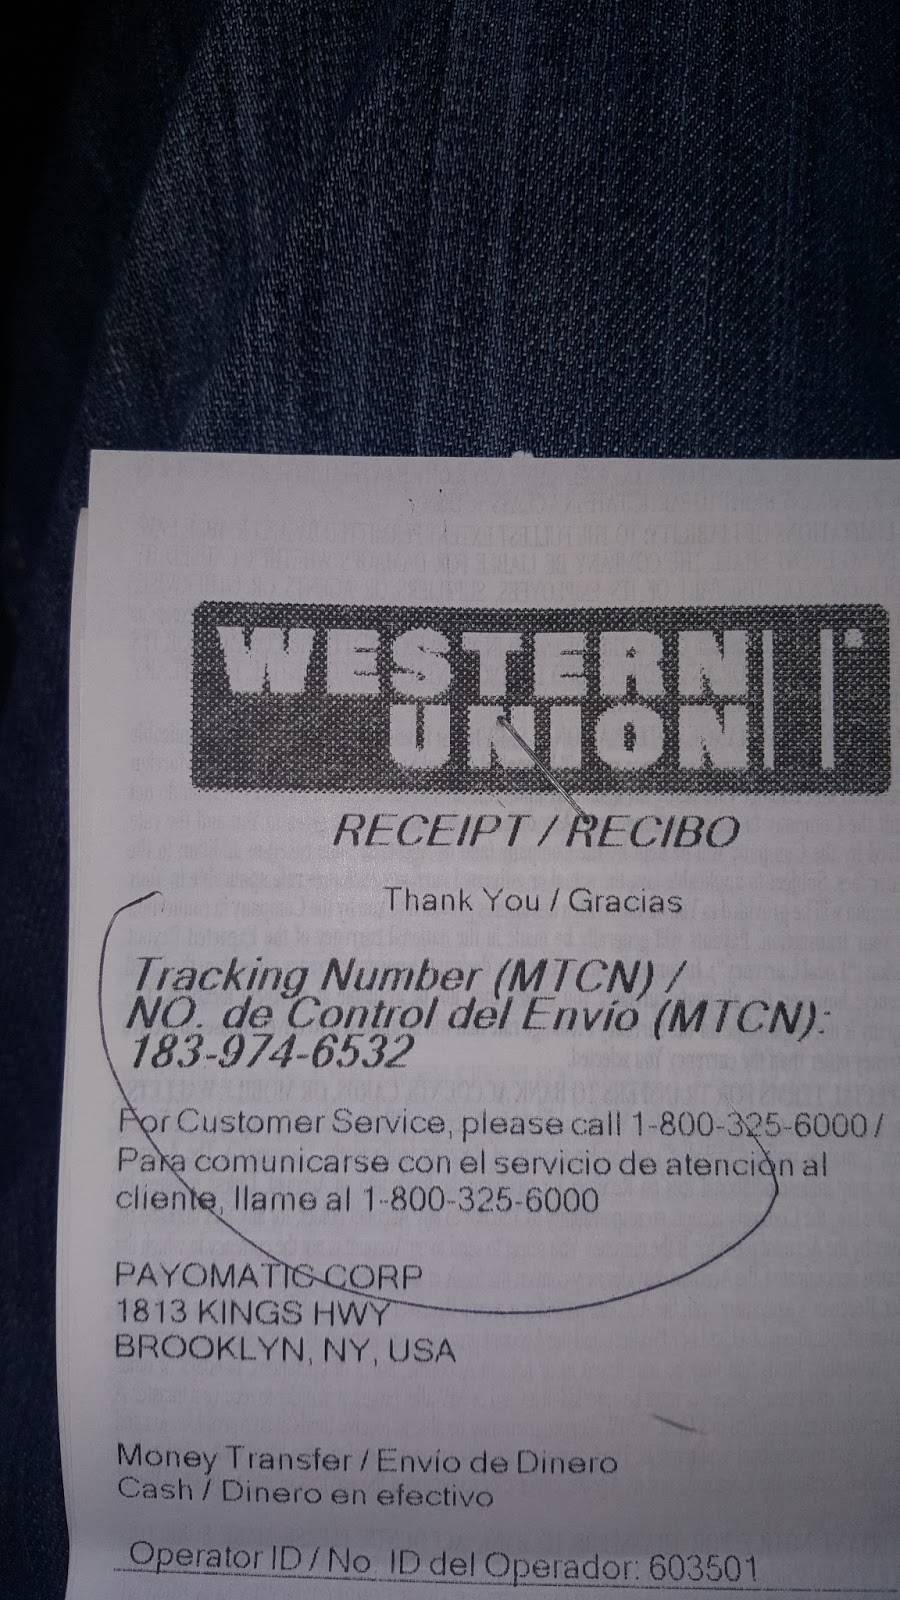 WESTERN
UNION
RECEIPT / RECIBO
Thank You / Gracias
Tracking Number (MTCN) /
NO. de Control del Envío (MTCN):
183-974-6532
For Customer Service, please call 1-800-325-6000 /
Para comunicarse con el servicio de atención al
cliente, llame al 1-800-325-6000
PAYOMATIC CORP
1813 KINGS HWY
BROOKLYN, NY, USA
Money Transfer / Envío de Dinero
Cash / Dinero en efectivo
Operator ID / No. ID del Operador: 603501